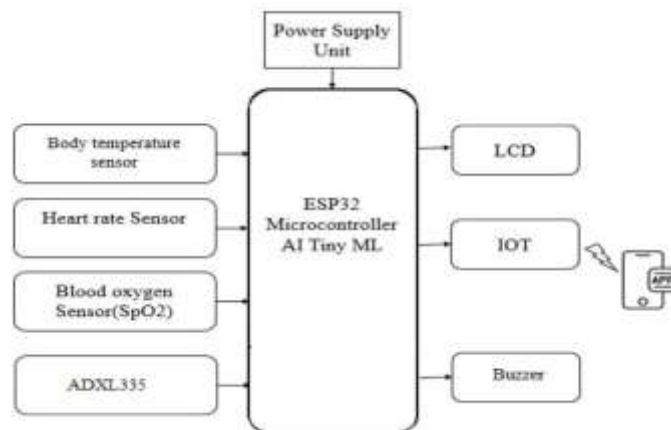 Power Supply
Unit
Body temperature
sensor
Heart rate Sensor
Blood oxygen
Sensor(SpO2)
ADXL335
ESP32
Microcontroller
AI Tiny ML
LCD
IOT
APP
Buzzer